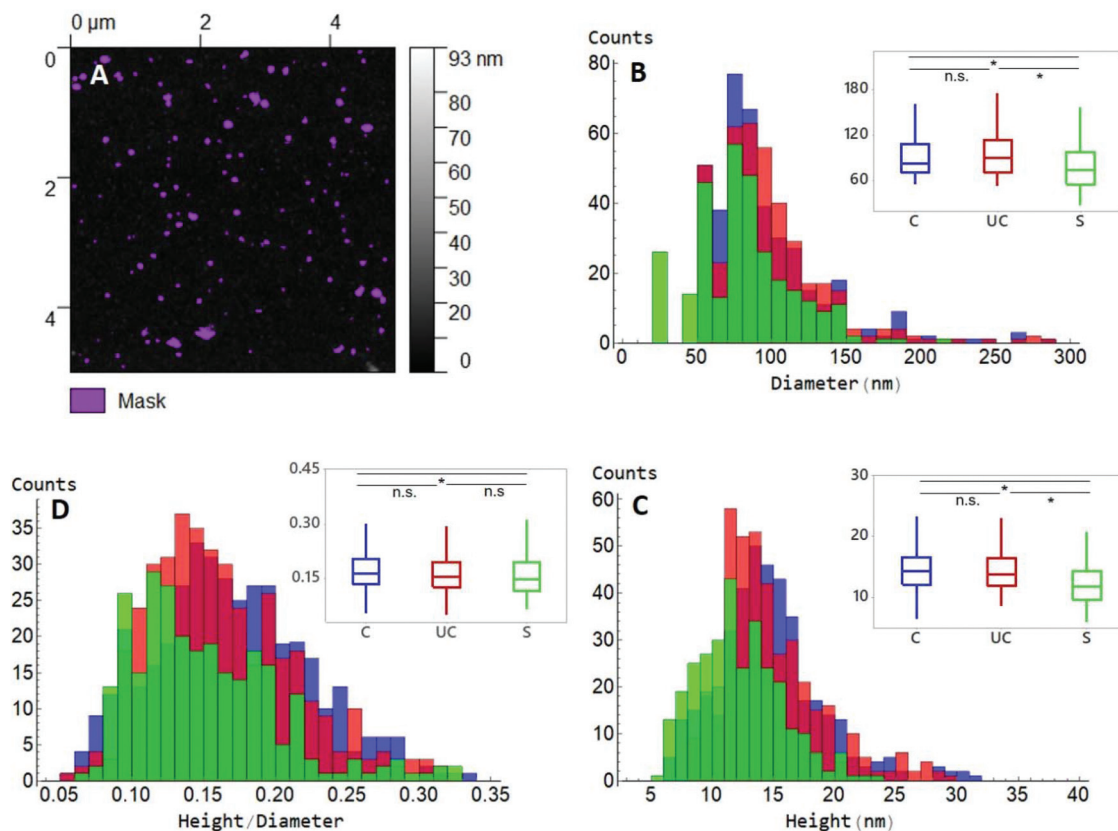 0 µm 2 4
0
2
4
A
93 nm
80
70
60
50
40
30
20
10
0
Mask
Counts
B
80
60
40
20
0
0 50 100 150 200 250 300
Diameter (nm)
* 
n.s. *
180
120
60
C UC S
Counts
D
35
30
25
20
15
10
5
0
0.05 0.10 0.15 0.20 0.25 0.30 0.35
Height/Diameter
0.45
0.30
0.15
*
n.s. n.s
C UC S
Counts
C
60
50
40
30
20
10
0
5 10 15 20 25 30 35 40
Height (nm)
30
20
10
*
n.s. *
C UC S